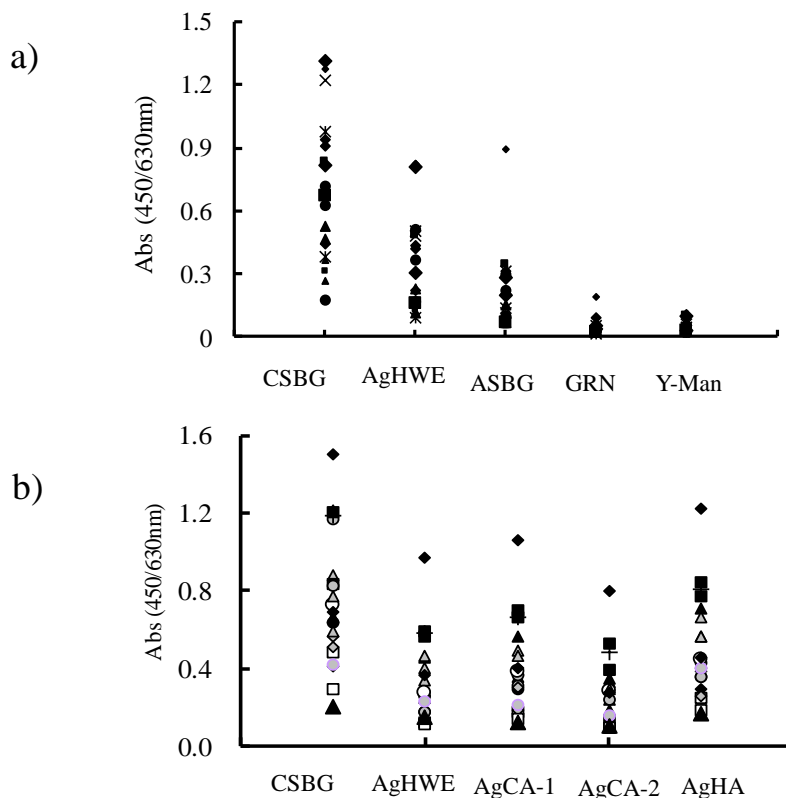 a)
Abs (450/630nm)
1.5
1.2
0.9
0.6
0.3
0
CSBG AgHWE ASBG GRN Y-Man
b)
Abs (450/630nm)
1.6
1.2
0.8
0.4
0.0
CSBG AgHWE AgCA-1 AgCA-2 AgHA